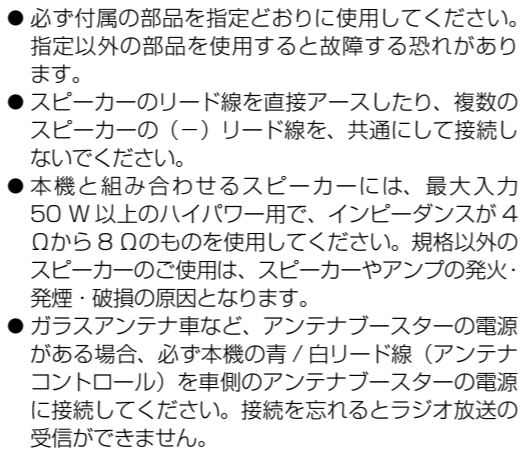 ● 必ず付属の部品を指定どおりに使用してください。
指定以外の部品を使用すると故障する恐れがあり
ます。
● スピーカーのリード線を直接アースしたり、複数の
スピーカーの（－）リード線を、共通にして接続し
ないでください。
● 本機と組み合わせるスピーカーには、最大入力
50 W 以上のハイパワー用で、インピーダンスが 4
Ωから 8 Ωのものを使用してください。規格以外の
スピーカーのご使用は、スピーカーやアンプの発火・
発煙・破損の原因となります。
● ガラスアンテナ車など、アンテナブースターの電源
がある場合、必ず本機の青 / 白リード線（アンテナ
コントロール）を車側のアンテナブースターの電源
に接続してください。接続を忘れるとラジオ放送の
受信ができません。